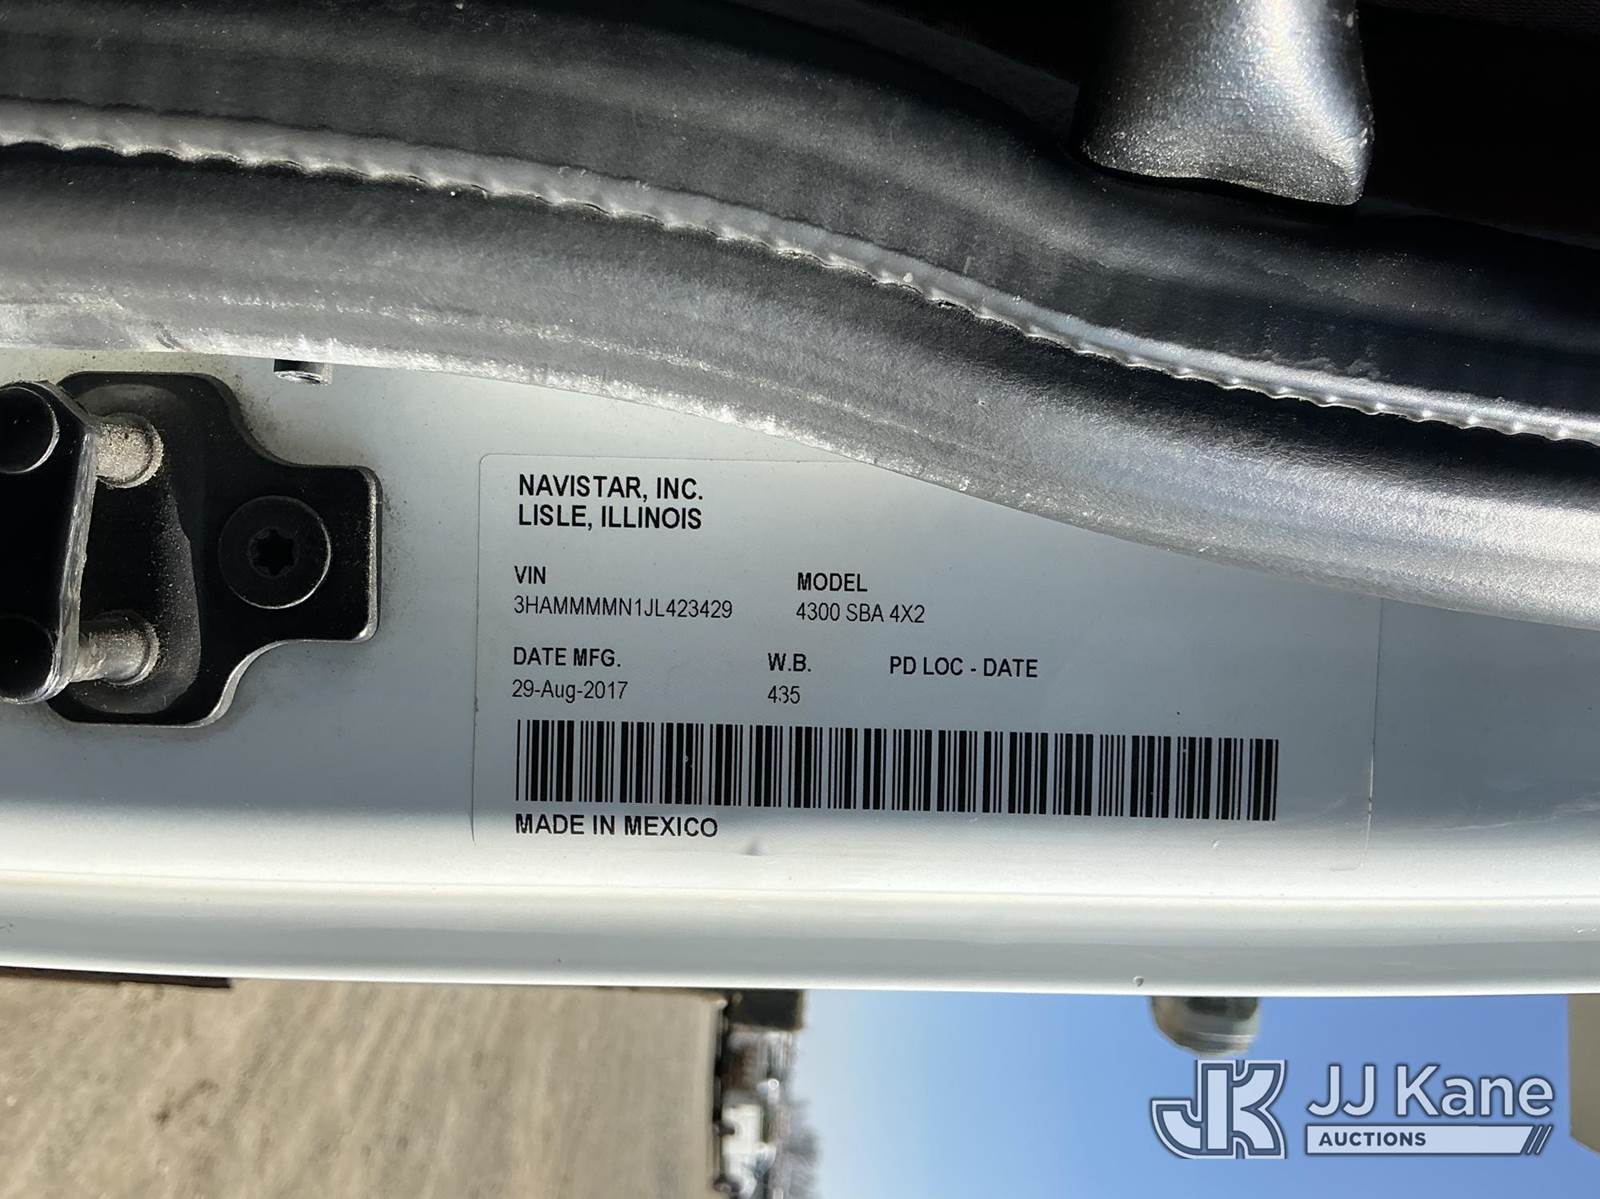 NAVISTAR, INC.
LISLE, ILLINOIS
VIN MODEL
3HAMMMMN1JL423429 4300 SBA 4X2
DATE MFG. W.B. PD LOC - DATE
29-Aug-2017 435
MADE IN MEXICO
JK JJ Kane
AUCTIONS